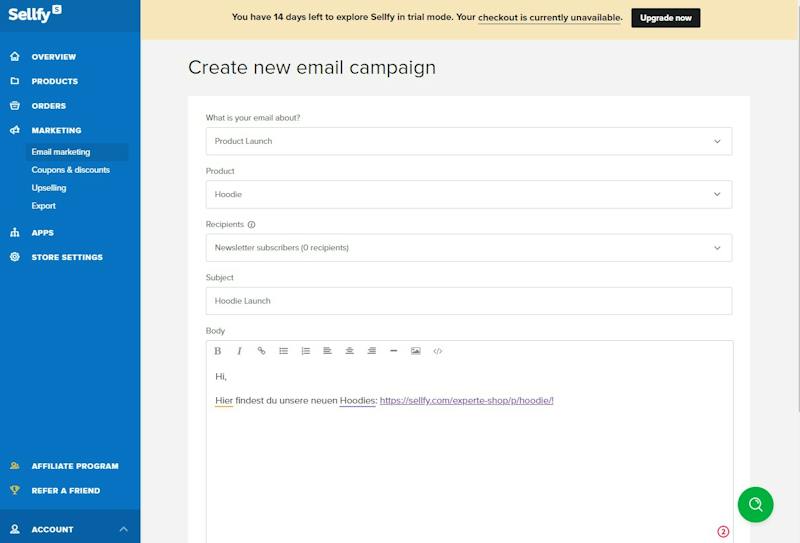 Sellfy S
You have 14 days left to explore Sellfy in trial mode. Your checkout is currently unavailable. Upgrade now
OVERVIEW
PRODUCTS
ORDERS
MARKETING
Email marketing
Coupons & discounts
Upselling
Export
APPS
STORE SETTINGS
AFFILIATE PROGRAM
REFER A FRIEND
ACCOUNT
Create new email campaign
What is your email about?
Product Launch
Product
Hoodie
Recipients
Newsletter subscribers (0 recipients)
Subject
Hoodie Launch
Body
B I
Hi,
Hier findest du unsere neuen Hoodies: https://sellfy.com/experte-shop/p/hoodie/!
2